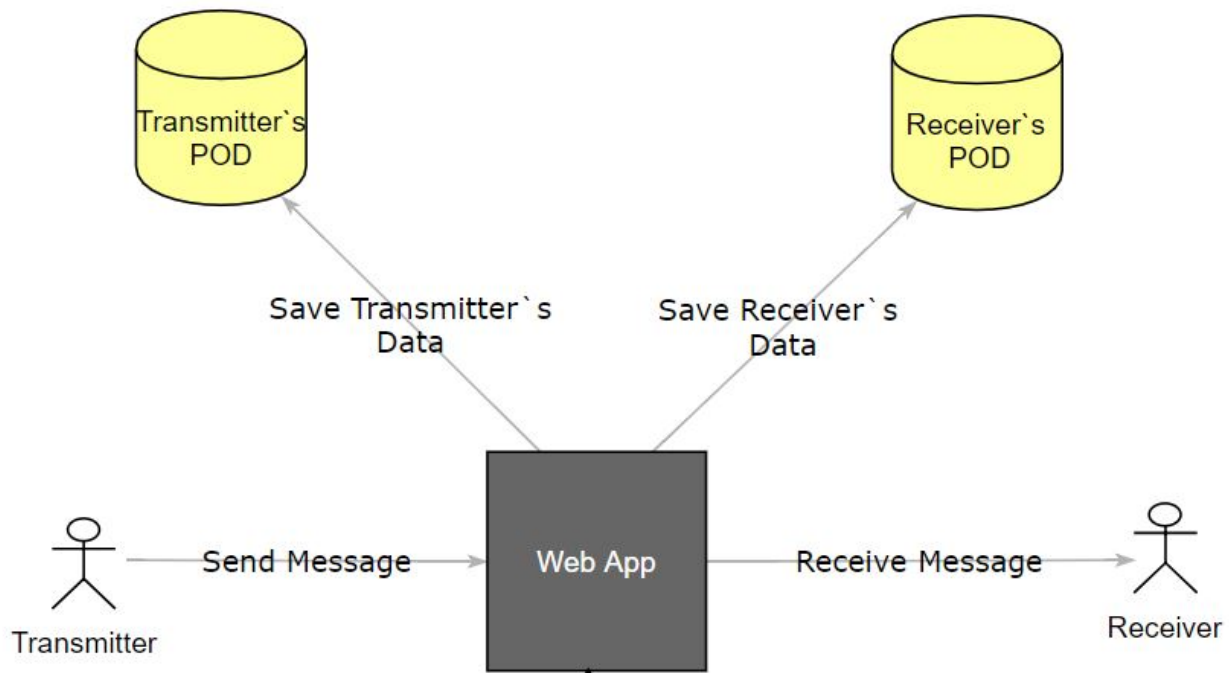 Transmitter`s
POD
Receiver`s
POD
Save Transmitter`s
Data
Save Receiver`s
Data
Send Message
Web App
Receive Message
Transmitter
Receiver